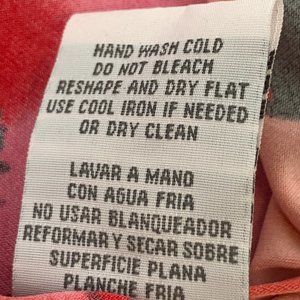 HAND WASH COLD
DO NOT BLEACH
RESHAPE AND DRY FLAT
USE COOL IRON IF NEEDED
OR DRY CLEAN
LAVAR A MANO
CON AGUA FRIA
NO USAR BLANQUEADOR
REFORMAR Y SECAR SOBRE
SUPERFICIE PLANA
PLANCHE FRIA